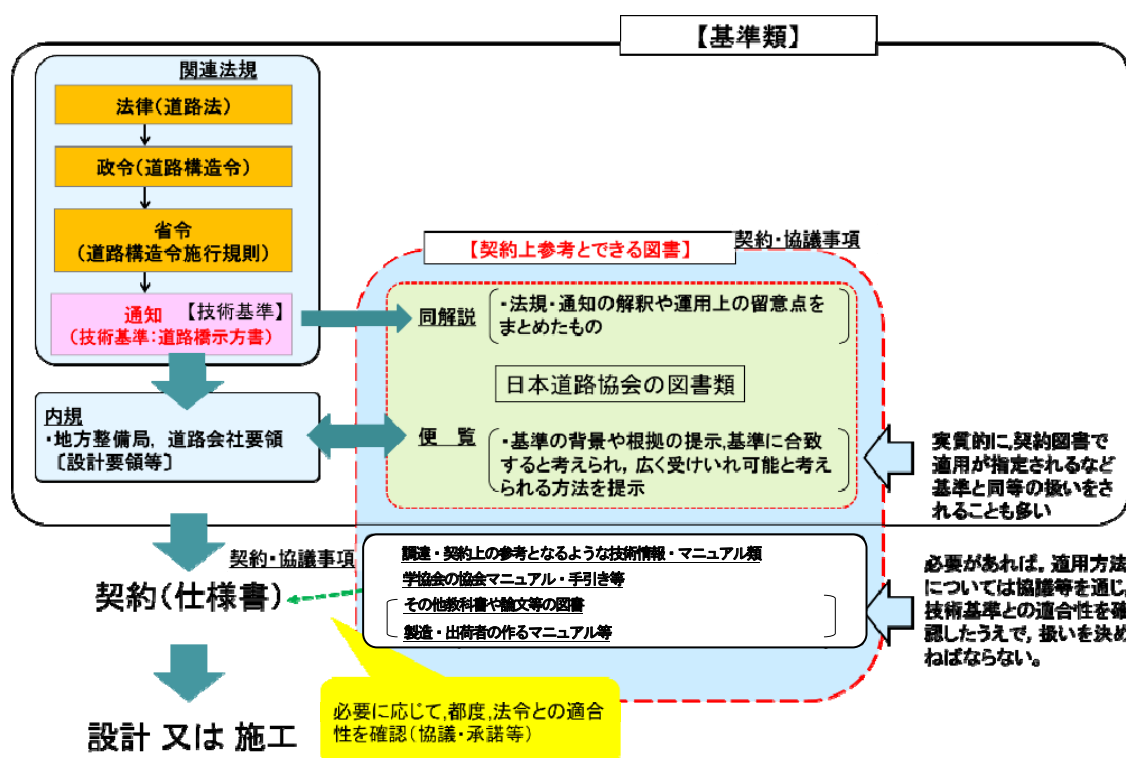 【基準類】
関連法規
法律(道路法)
政令(道路構造令)
省令
(道路構造令施行規則)
通知 【技術基準】
(技術基準:道路橋示方書)
【契約上参考とできる図書】
契約・協議事項
同解説
・法規・通知の解釈や運用上の留意点を
まとめたもの
日本道路協会の図書類
便 覧
・基準の背景や根拠の提示,基準に合致
すると考えられ,広く受けいれ可能と考え
られる方法を提示
内規
・地方整備局,道路会社要領
〔設計要領等〕
実質的に,契約図書で
適用が指定されるなど
基準と同等の扱いをさ
れることも多い
契約・協議事項
契約(仕様書)
調達・契約上の参考となるような技術情報・マニュアル類
学協会の協会マニュアル・手引き等
その他教科書や論文等の図書
製造・出荷者の作るマニュアル等
必要があれば,適用方法
については協議等を通じ,
技術基準との適合性を確
認したうえで,扱いを決め
ねばならない。
必要に応じて,都度,法令との適合
性を確認(協議・承諾等)
設計 又は 施工